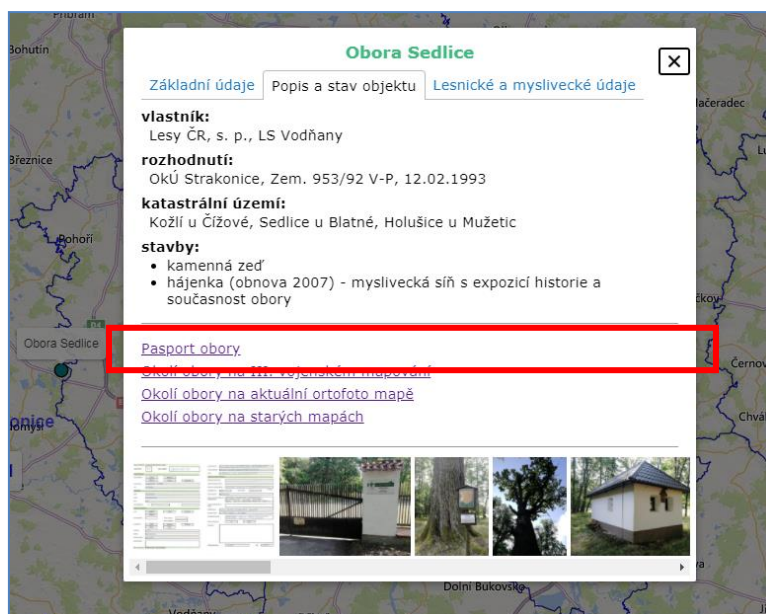 Příbram
Bohutín
Obora Sedlice
Základní údaje Popis a stav objektu Lesnické a myslivecké údaje
vlastník:
Lesy ČR, s. p., LS Vodňany
Březnice
rozhodnutí:
OkÚ Strakonice, Zem. 953/92 V-P, 12.02.1993
katastrální území:
Kožlí u Čížové, Sedlice u Blatné, Holušice u Mužetic
Pohoří
stavby:
• kamenná zeď
• hájenka (obnova 2007) - myslivecká síň s expozicí historie a
současnost obory
Obora Sedlice
Pasport obory
Okolí obory na III. vojenském mapování
Okolí obory na aktuální ortofoto mapě
Okolí obory na starých mapách
Dolní Bukovsko
Vodňany